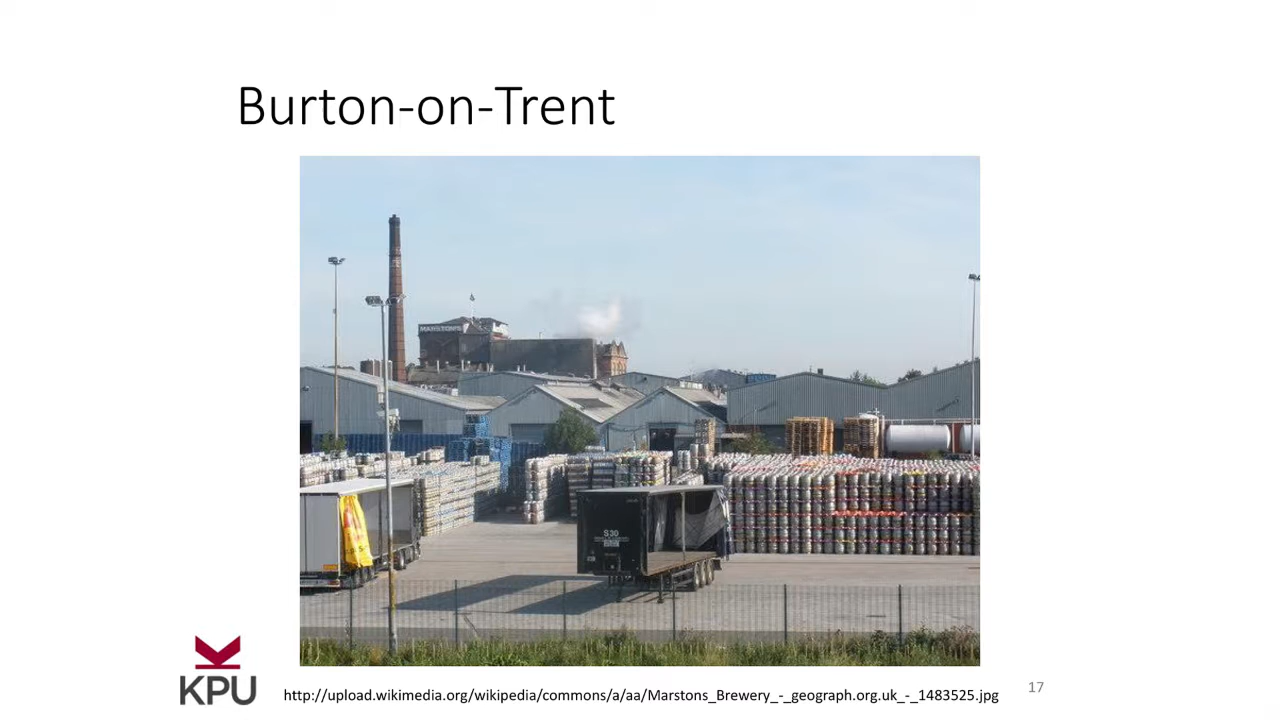 Burton-on-Trent
MARSTON'S
S30
KPU
http://upload.wikimedia.org/wikipedia/commons/a/aa/Marstons_Brewery_-_geograph.org.uk_-_1483525.jpg
17